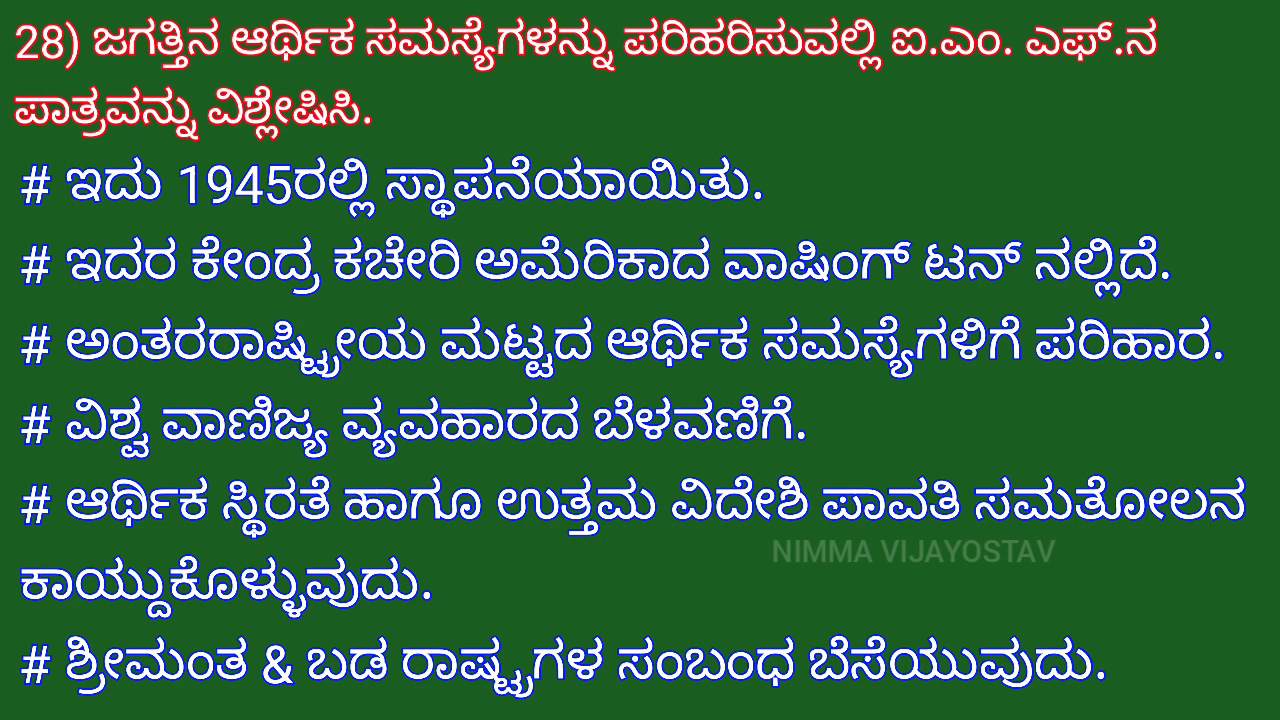 28) ಜಗತ್ತಿನ ಆರ್ಥಿಕ ಸಮಸ್ಯೆಗಳನ್ನು ಪರಿಹರಿಸುವಲ್ಲಿ ಐ.ಎಂ. ಎಫ್.ನ
ಪಾತ್ರವನ್ನು ವಿಶ್ಲೇಷಿಸಿ.
# ಇದು 1945ರಲ್ಲಿ ಸ್ಥಾಪನೆಯಾಯಿತು.
# ಇದರ ಕೇಂದ್ರ ಕಚೇರಿ ಅಮೆರಿಕಾದ ವಾಷಿಂಗ್ ಟನ್ ನಲ್ಲಿದೆ.
# ಅಂತರರಾಷ್ಟ್ರೀಯ ಮಟ್ಟದ ಆರ್ಥಿಕ ಸಮಸ್ಯೆಗಳಿಗೆ ಪರಿಹಾರ.
# ವಿಶ್ವ ವಾಣಿಜ್ಯ ವ್ಯವಹಾರದ ಬೆಳವಣಿಗೆ.
# ಆರ್ಥಿಕ ಸ್ಥಿರತೆ ಹಾಗೂ ಉತ್ತಮ ವಿದೇಶಿ ಪಾವತಿ ಸಮತೋಲನ
NIMMA VIJAYOSTAV
ಕಾಯ್ದುಕೊಳ್ಳುವುದು.
# ಶ್ರೀಮಂತ & ಬಡ ರಾಷ್ಟ್ರಗಳ ಸಂಬಂಧ ಬೆಸೆಯುವುದು.